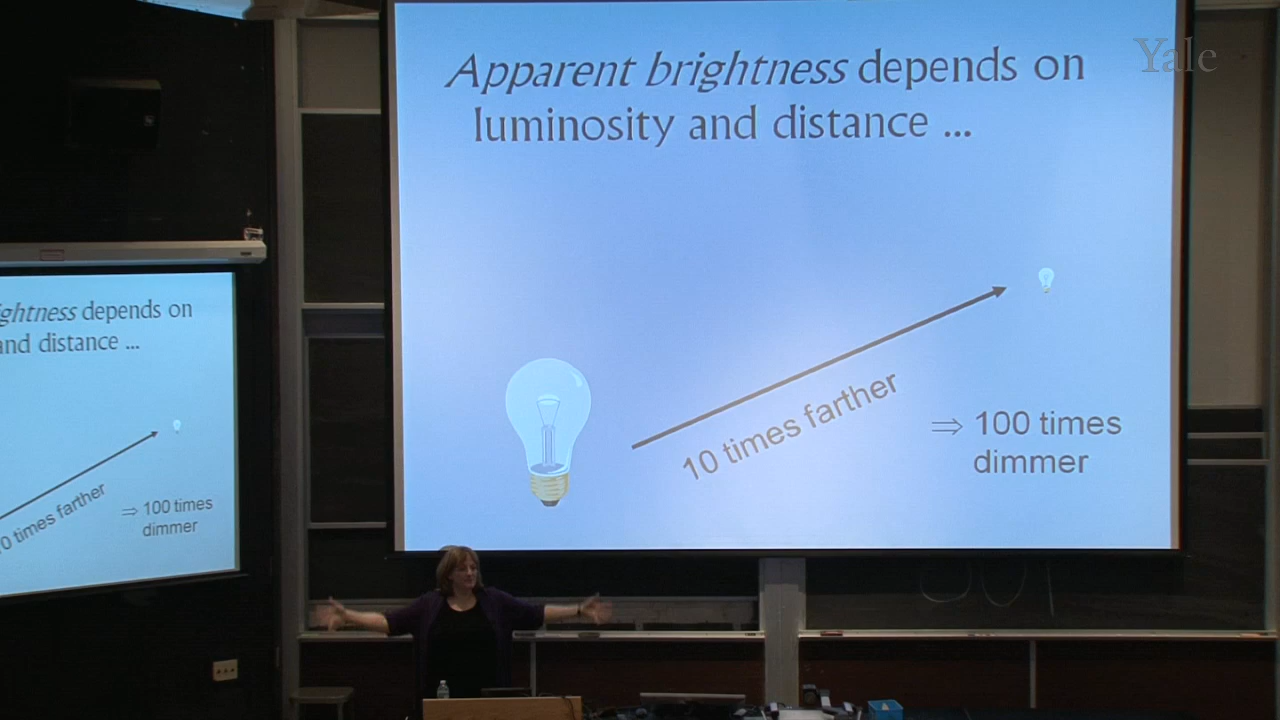 Yale
Apparent brightness depends on
luminosity and distance ...
10 times farther
⇒ 100 times
dimmer
ghtness depends on
and distance ...
0 times farther
⇒ 100 times
dimmer